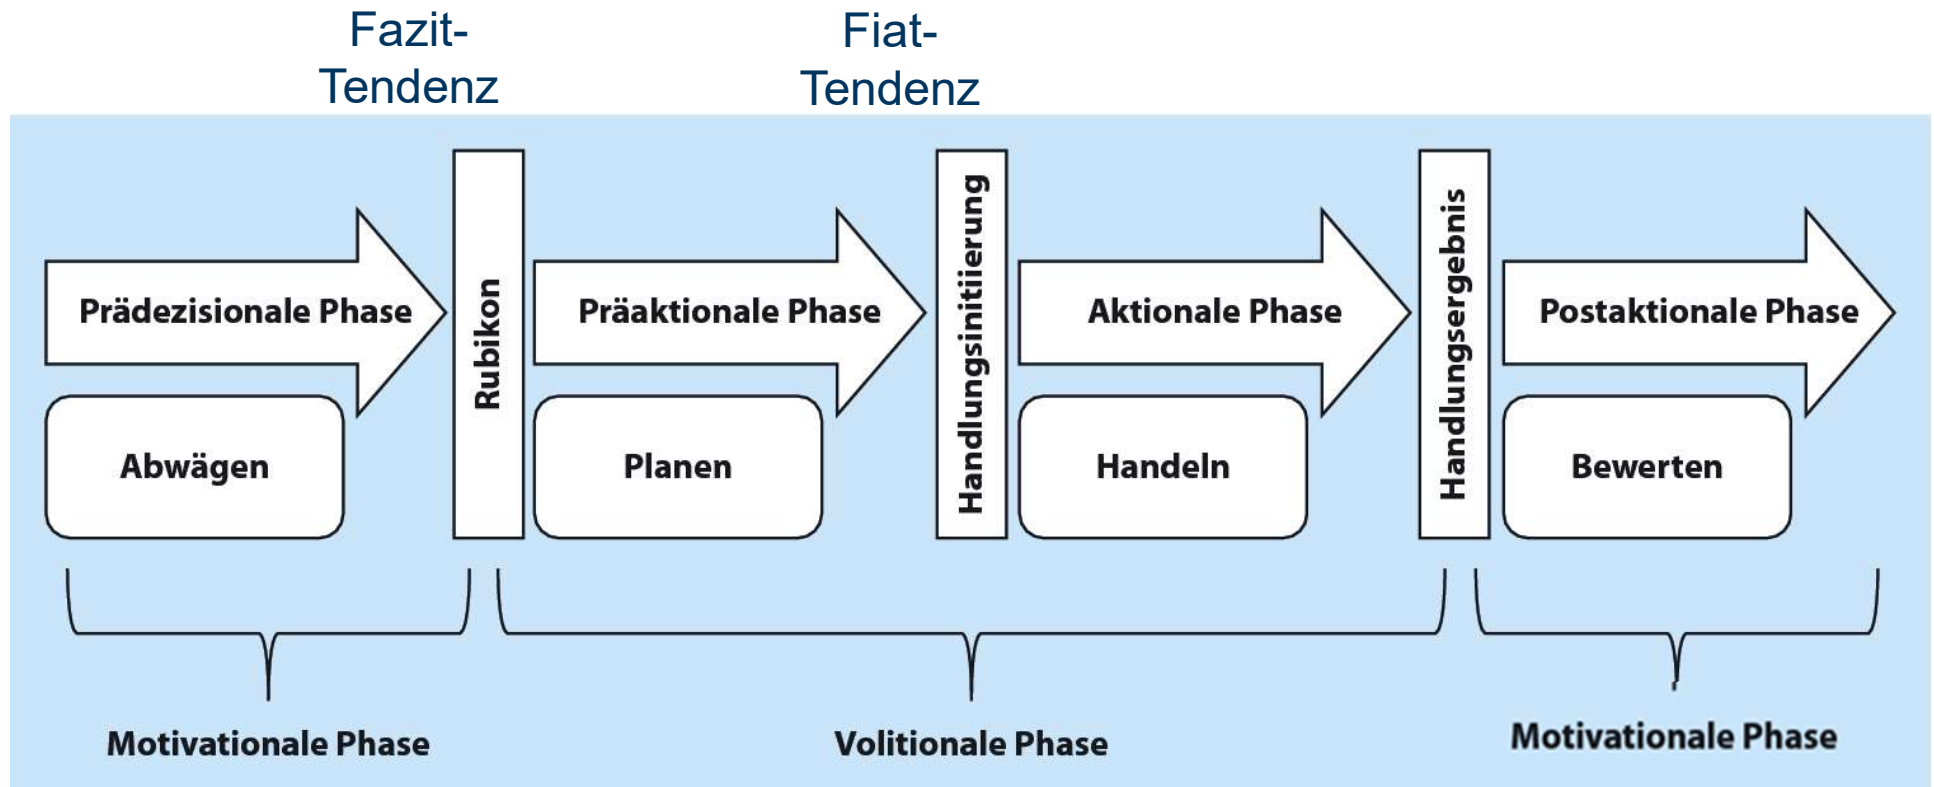 Fazit-
Tendenz
Fiat-
Tendenz
Prädezisionale Phase
Abwägen
Rubikon
Präaktionale Phase
Planen
Handlungsinitiierung
Aktionale Phase
Handeln
Handlungsergebnis
Postaktionale Phase
Bewerten
Motivationale Phase
Volitionale Phase
Motivationale Phase